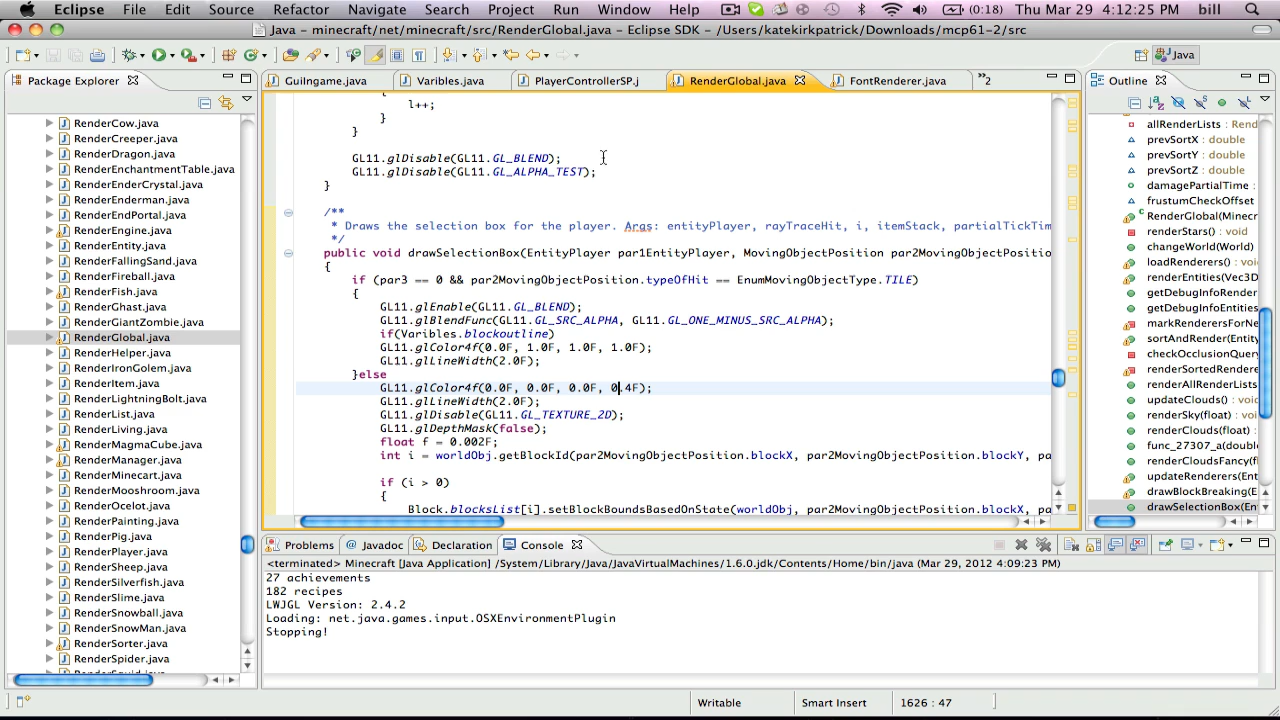 Eclipse File Edit Source Refactor Navigate Search Project Run Window Help (0:18) Thu Mar 29 4:12:25 PM bill
Java – minecraft/net/minecraft/src/RenderGlobal.java – Eclipse SDK – /Users/katekirkpatrick/Downloads/mcp61-2/src
Java
Package Explorer
RenderCow.java
RenderCreeper.java
RenderDragon.java
RenderEnchantmentTable.java
RenderEnderCrystal.java
RenderEnderman.java
RenderEndPortal.java
RenderEngine.java
RenderEntity.java
RenderFallingSand.java
RenderFireball.java
RenderFish.java
RenderGhast.java
RenderGiantZombie.java
RenderGlobal.java
RenderHelper.java
RenderIronGolem.java
RenderItem.java
RenderLightningBolt.java
RenderList.java
RenderLiving.java
RenderMagmaCube.java
RenderManager.java
RenderMinecart.java
RenderMooshroom.java
RenderOcelot.java
RenderPainting.java
RenderPig.java
RenderPlayer.java
RenderSheep.java
RenderSilverfish.java
RenderSlime.java
RenderSnowball.java
RenderSnowMan.java
RenderSorter.java
RenderSpider.java
GuiIngame.java Varibles.java PlayerControllerSP.j RenderGlobal.java FontRenderer.java »2
{
l++;
}
}
GL11.glDisable(GL11.GL_BLEND);
GL11.glDisable(GL11.GL_ALPHA_TEST);
}
/**
* Draws the selection box for the player. Args: entityPlayer, rayTraceHit, i, itemStack, partialTickTim
*/
public void drawSelectionBox(EntityPlayer par1EntityPlayer, MovingObjectPosition par2MovingObjectPositio
{
if (par3 == 0 && par2MovingObjectPosition.typeOfHit == EnumMovingObjectType.TILE)
{
GL11.glEnable(GL11.GL_BLEND);
GL11.glBlendFunc(GL11.GL_SRC_ALPHA, GL11.GL_ONE_MINUS_SRC_ALPHA);
if(Varibles.blockoutline)
GL11.glColor4f(0.0F, 1.0F, 1.0F, 1.0F);
GL11.glLineWidth(2.0F);
}else
GL11.glColor4f(0.0F, 0.0F, 0.0F, 0.4F);
GL11.glLineWidth(2.0F);
GL11.glDisable(GL11.GL_TEXTURE_2D);
GL11.glDepthMask(false);
float f = 0.002F;
int i = worldObj.getBlockId(par2MovingObjectPosition.blockX, par2MovingObjectPosition.blockY, pa
if (i > 0)
{
Block.blocksList[i].setBlockBoundsBasedOnState(worldObj, par2MovingObjectPosition.blockX, pa
Outline
allRenderLists : Rend
prevSortX : double
prevSortY : double
prevSortZ : double
damagePartialTime :
frustumCheckOffset
RenderGlobal(Minecr
renderStars() : void
changeWorld(World)
loadRenderers() : void
renderEntities(Vec3D
getDebugInfoRender
getDebugInfoEntities
markRenderersForNe
sortAndRender(Entity
checkOcclusionQuery
renderSortedRendere
renderAllRenderLists
updateClouds() : void
renderSky(float) : void
renderClouds(float) :
func_27307_a(double
renderCloudsFancy(fl
updateRenderers(Ent
drawBlockBreaking(E
drawSelectionBox(En
Problems Javadoc Declaration Console
<terminated> Minecraft [Java Application] /System/Library/Java/JavaVirtualMachines/1.6.0.jdk/Contents/Home/bin/java (Mar 29, 2012 4:09:23 PM)
27 achievements
182 recipes
LWJGL Version: 2.4.2
Loading: net.java.games.input.OSXEnvironmentPlugin
Stopping!
Writable Smart Insert 1626 : 47